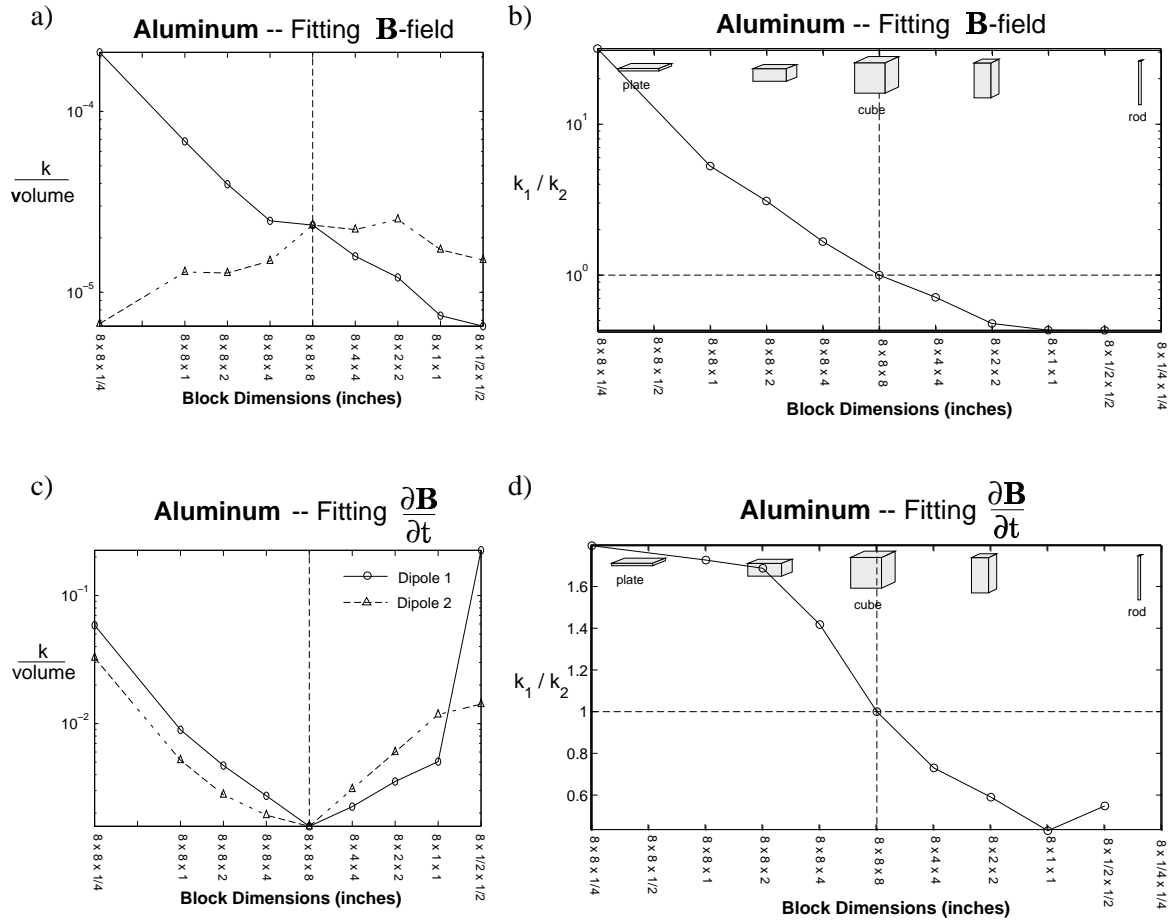 a)
Aluminum -- Fitting B-field
k
volume
10^-4
10^-5
8 x 8 x 1/4
8 x 8 x 1
8 x 8 x 2
8 x 8 x 4
8 x 8 x 8
8 x 4 x 4
8 x 2 x 2
8 x 1 x 1
8 x 1/2 x 1/2
Block Dimensions (inches)
b)
Aluminum -- Fitting B-field
k1 / k2
10^1
10^0
plate
cube
rod
8 x 8 x 1/4
8 x 8 x 1/2
8 x 8 x 1
8 x 8 x 2
8 x 8 x 4
8 x 8 x 8
8 x 4 x 4
8 x 2 x 2
8 x 1 x 1
8 x 1/2 x 1/2
8 x 1/4 x 1/4
Block Dimensions (inches)
c)
Aluminum -- Fitting ∂B/∂t
k
volume
10^-1
10^-2
Dipole 1
Dipole 2
8 x 8 x 1/4
8 x 8 x 1
8 x 8 x 2
8 x 8 x 4
8 x 8 x 8
8 x 4 x 4
8 x 2 x 2
8 x 1 x 1
8 x 1/2 x 1/2
Block Dimensions (inches)
d)
Aluminum -- Fitting ∂B/∂t
k1 / k2
1.6
1.4
1.2
1
0.8
0.6
plate
cube
rod
8 x 8 x 1/4
8 x 8 x 1/2
8 x 8 x 1
8 x 8 x 2
8 x 8 x 4
8 x 8 x 8
8 x 4 x 4
8 x 2 x 2
8 x 1 x 1
8 x 1/2 x 1/2
8 x 1/4 x 1/4
Block Dimensions (inches)